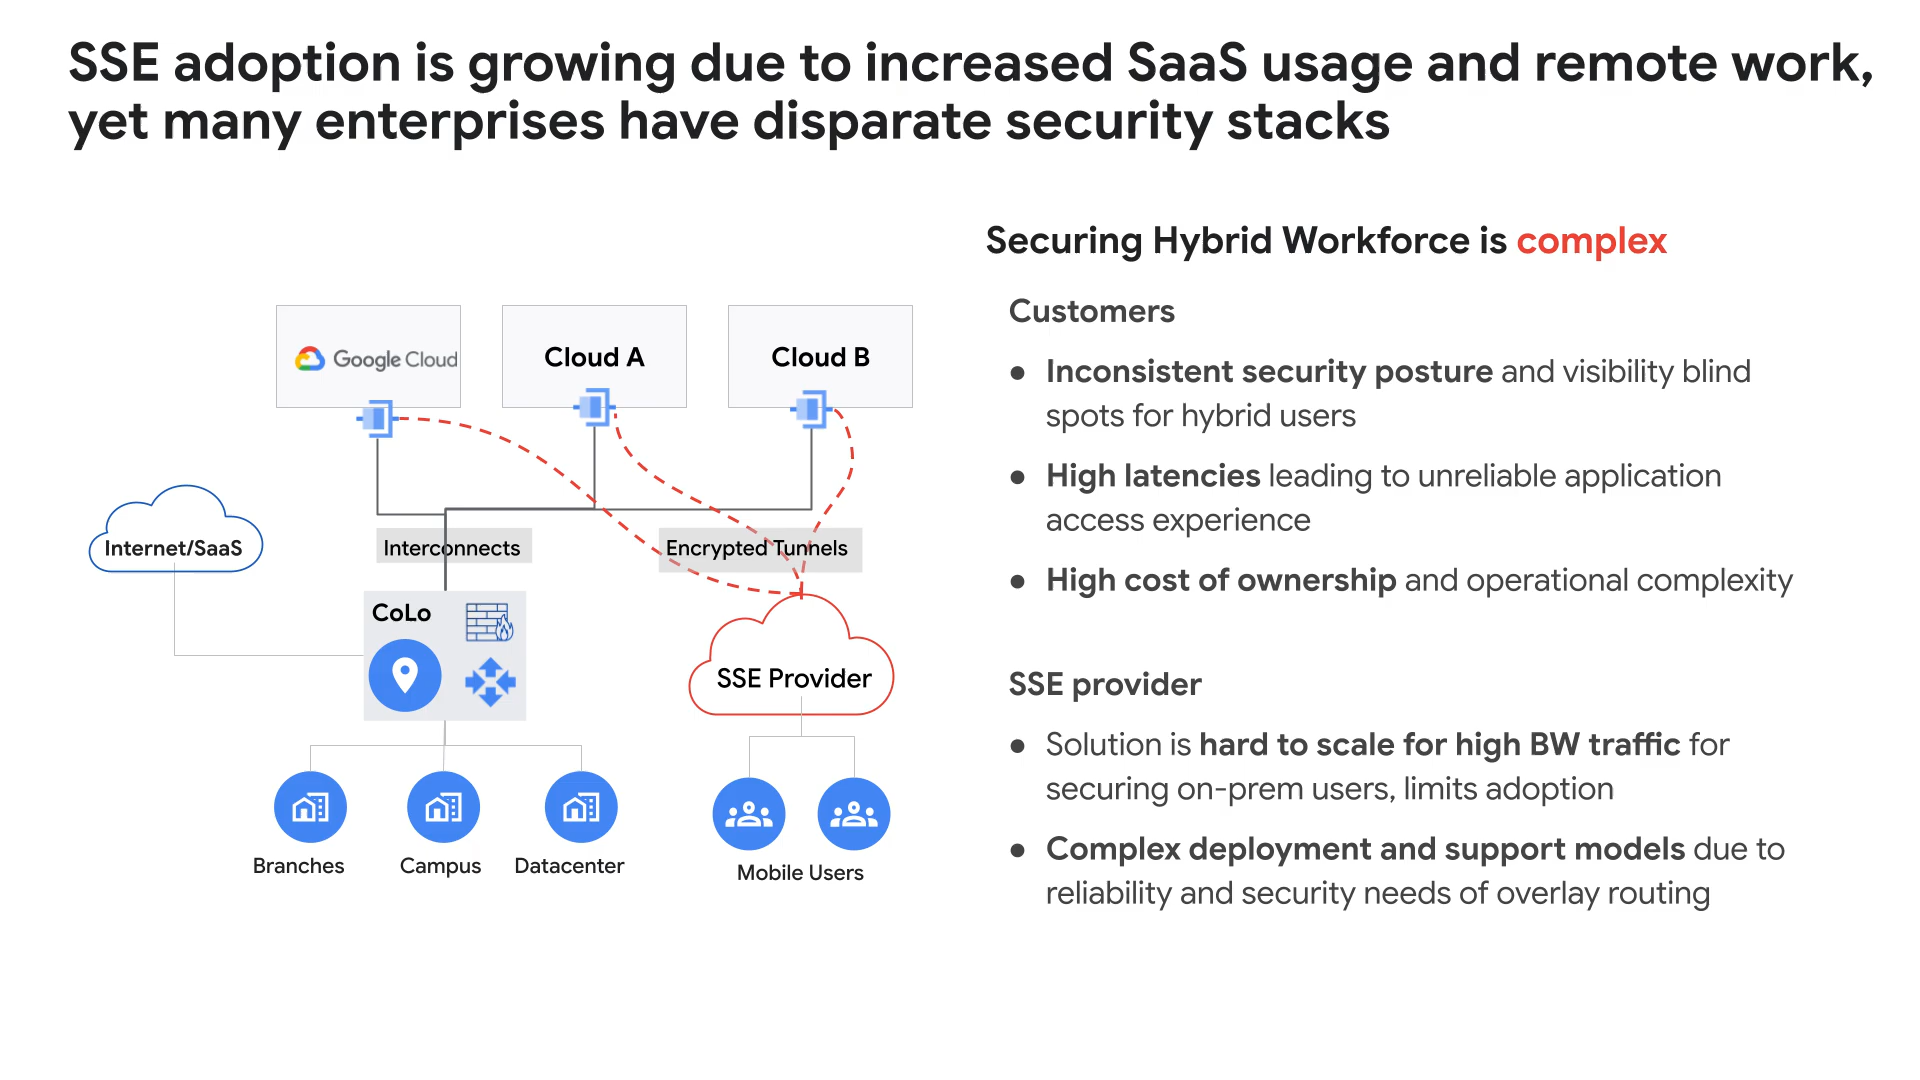 SSE adoption is growing due to increased SaaS usage and remote work,
yet many enterprises have disparate security stacks
Google Cloud
Cloud A
Cloud B
Internet/SaaS
Interconnects
Encrypted Tunnels
CoLo
SSE Provider
Branches
Campus
Datacenter
Mobile Users
Securing Hybrid Workforce is complex
Customers
● Inconsistent security posture and visibility blind
spots for hybrid users
● High latencies leading to unreliable application
access experience
● High cost of ownership and operational complexity
SSE provider
● Solution is hard to scale for high BW traffic for
securing on-prem users, limits adoption
● Complex deployment and support models due to
reliability and security needs of overlay routing